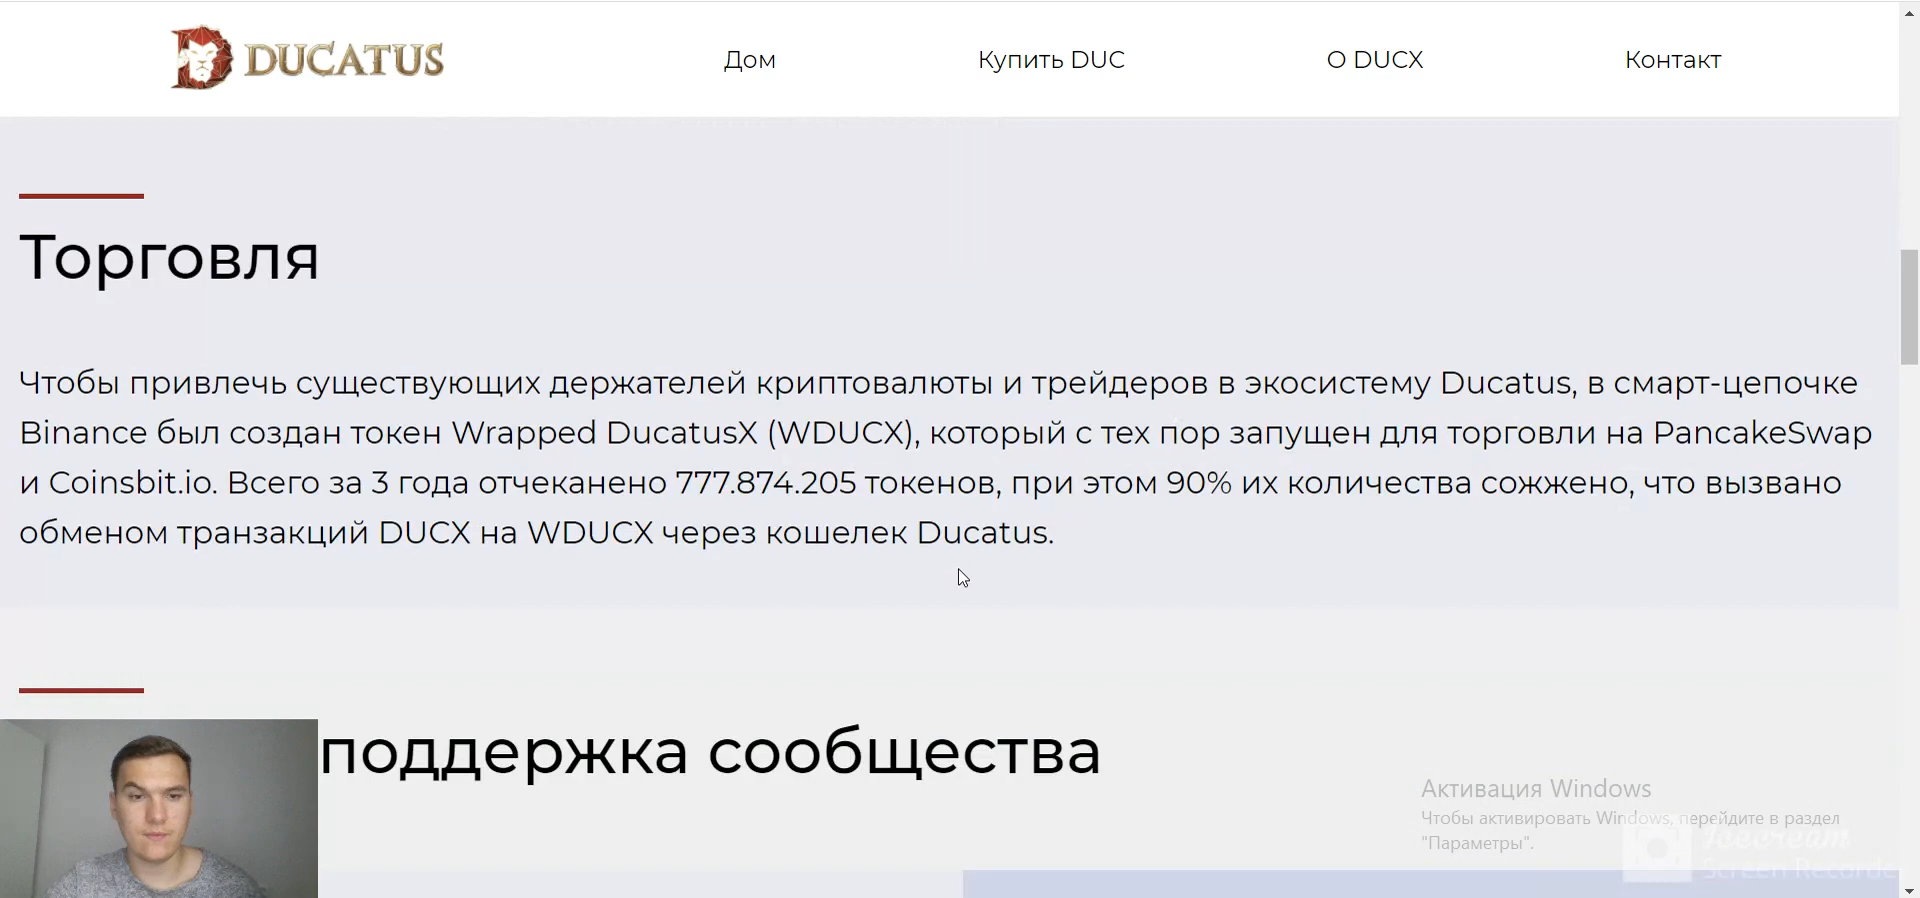 DUCATUS
Дом
Купить DUC
О DUCX
Контакт
Торговля
Чтобы привлечь существующих держателей криптовалюты и трейдеров в экосистему Ducatus, в смарт-цепочке
Binance был создан токен Wrapped DucatusX (WDUCX), который с тех пор запущен для торговли на PancakeSwap
и Coinsbit.io. Всего за 3 года отчеканено 777.874.205 токенов, при этом 90% их количества сожжено, что вызвано
обменом транзакций DUCX на WDUCX через кошелек Ducatus.
поддержка сообщества
Активация Windows
Чтобы активировать Windows, перейдите в раздел
"Параметры".
Icecream
Screen Recorder